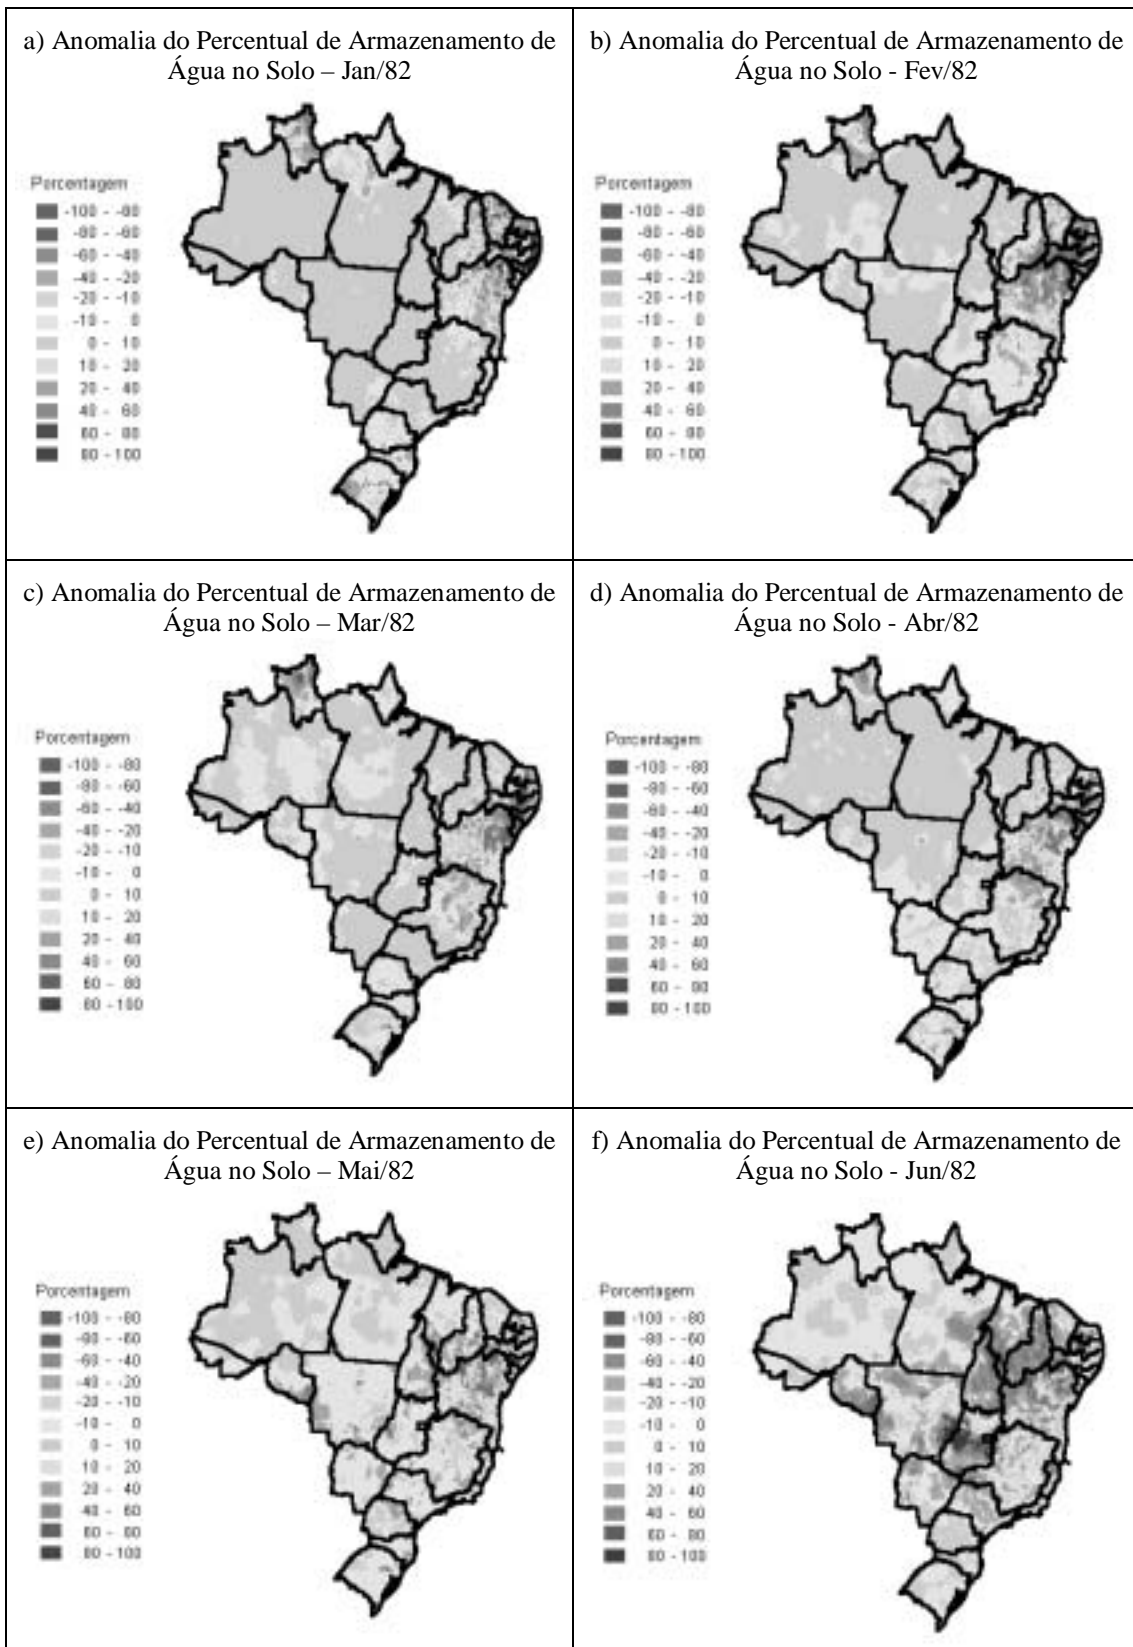 a) Anomalia do Percentual de Armazenamento de
Água no Solo – Jan/82
Porcentagem
-100 - -80
-80 - -60
-60 - -40
-40 - -20
-20 - -10
-10 - 0
0 - 10
10 - 20
20 - 40
40 - 60
60 - 80
80 - 100
b) Anomalia do Percentual de Armazenamento de
Água no Solo - Fev/82
Porcentagem
-100 - -80
-80 - -60
-60 - -40
-40 - -20
-20 - -10
-10 - 0
0 - 10
10 - 20
20 - 40
40 - 60
60 - 80
80 - 100
c) Anomalia do Percentual de Armazenamento de
Água no Solo – Mar/82
Porcentagem
-100 - -80
-80 - -60
-60 - -40
-40 - -20
-20 - -10
-10 - 0
0 - 10
10 - 20
20 - 40
40 - 60
60 - 80
80 - 100
d) Anomalia do Percentual de Armazenamento de
Água no Solo - Abr/82
Porcentagem
-100 - -80
-80 - -60
-60 - -40
-40 - -20
-20 - -10
-10 - 0
0 - 10
10 - 20
20 - 40
40 - 60
60 - 80
80 - 100
e) Anomalia do Percentual de Armazenamento de
Água no Solo – Mai/82
Porcentagem
-100 - -80
-80 - -60
-60 - -40
-40 - -20
-20 - -10
-10 - 0
0 - 10
10 - 20
20 - 40
40 - 60
60 - 80
80 - 100
f) Anomalia do Percentual de Armazenamento de
Água no Solo - Jun/82
Porcentagem
-100 - -80
-80 - -60
-60 - -40
-40 - -20
-20 - -10
-10 - 0
0 - 10
10 - 20
20 - 40
40 - 60
60 - 80
80 - 100